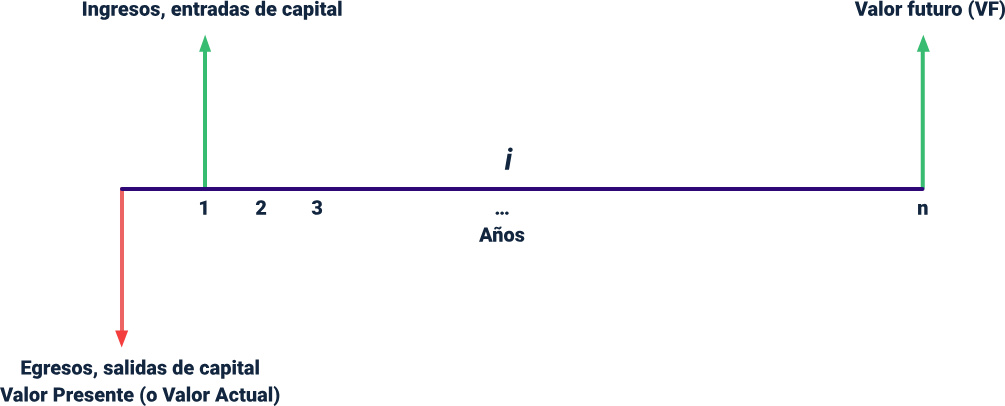 Ingresos, entradas de capital
Valor futuro (VF)
i
1 2 3 ... n
Años
Egresos, salidas de capital
Valor Presente (o Valor Actual)